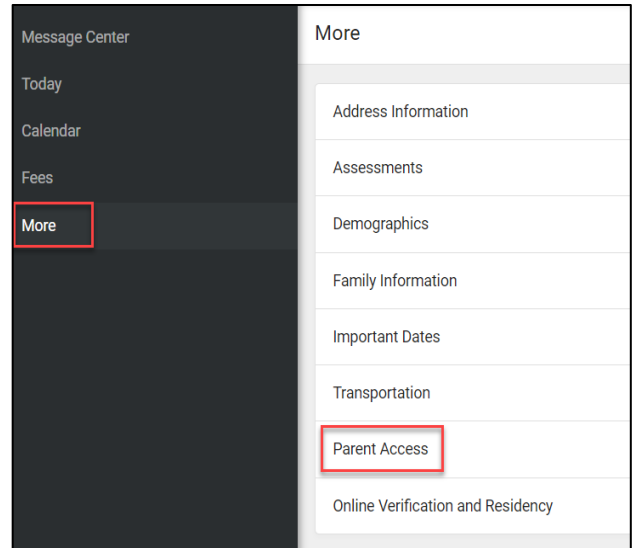 Message Center
Today
Calendar
Fees
More
More
Address Information
Assessments
Demographics
Family Information
Important Dates
Transportation
Parent Access
Online Verification and Residency